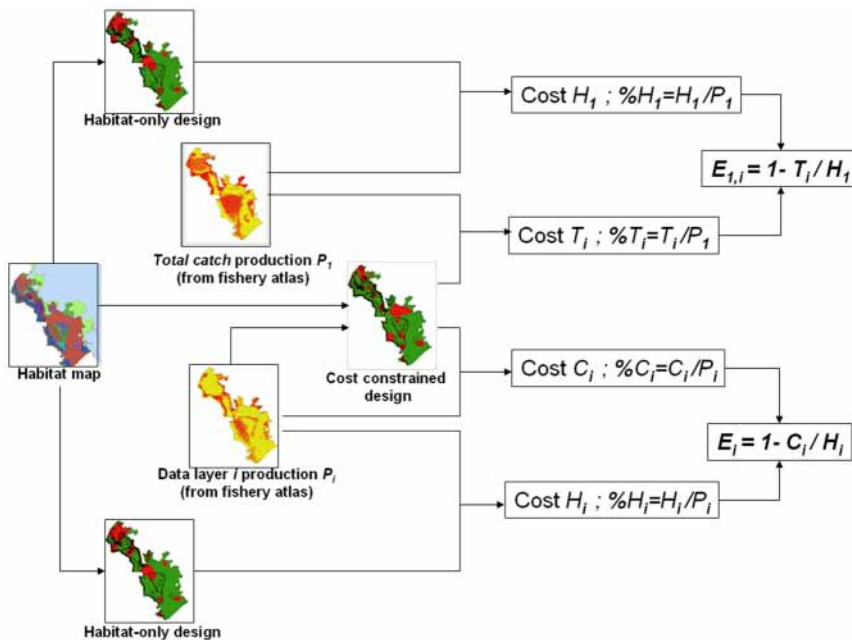 Habitat-only design
Cost H1 ; %H1=H1/P1
E1,i = 1- Ti / H1
Total catch production P1
(from fishery atlas)
Cost Ti ; %Ti=Ti/P1
Habitat map
Cost constrained
design
Cost Ci ; %Ci=Ci/Pi
Ei = 1- Ci / Hi
Data layer i production Pi
(from fishery atlas)
Cost Hi ; %Hi=Hi/Pi
Habitat-only design